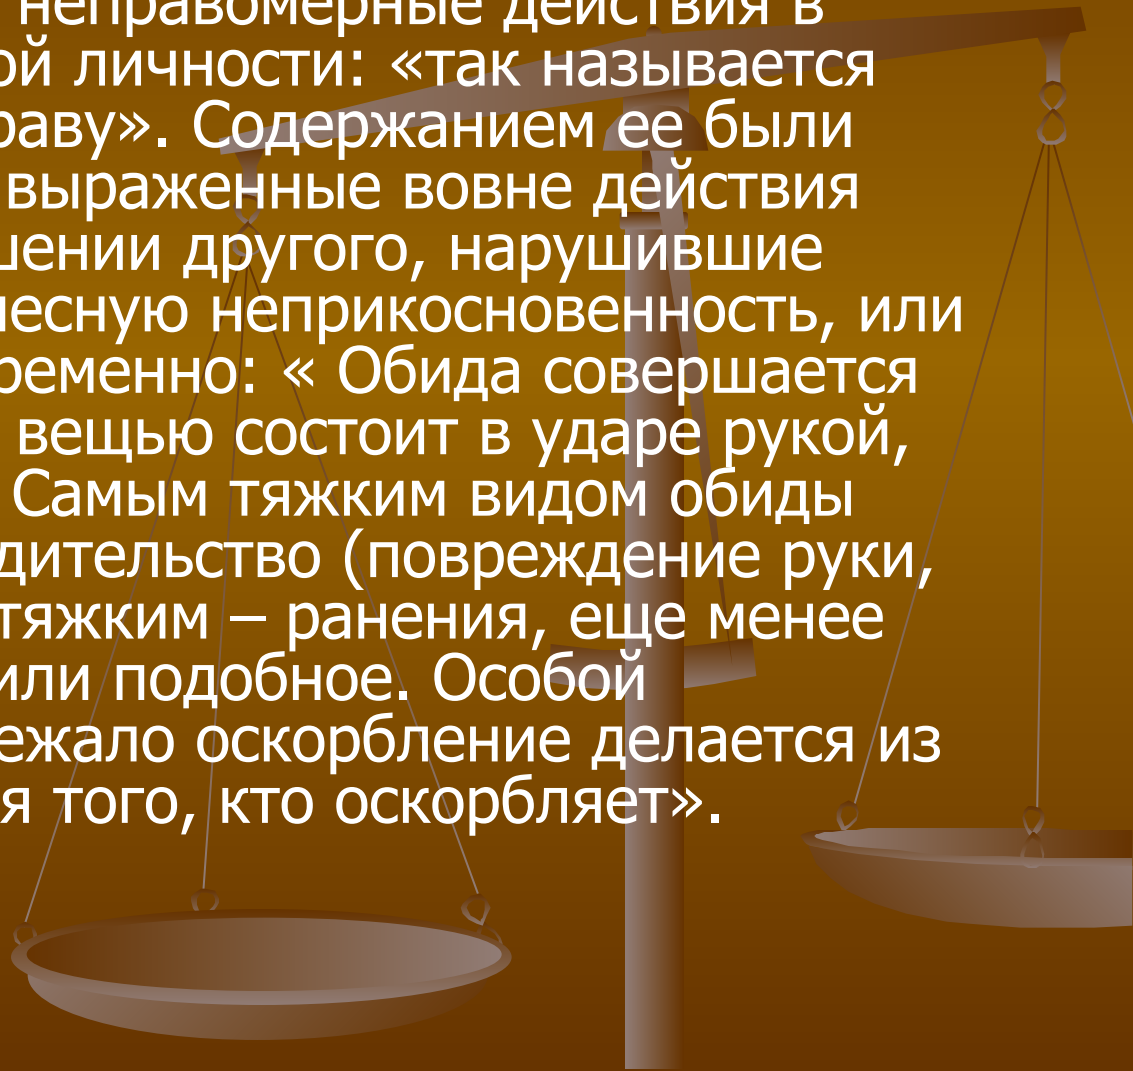 неправомерные действия в
ой личности: «так называется
раву». Содержанием ее были
выраженные вовне действия
шении другого, нарушившие
лесную неприкосновенность, или
ременно: « Обида совершается
вещью состоит в ударе рукой,
Самым тяжким видом обиды
дительство (повреждение руки,
тяжким – ранения, еще менее
или подобное. Особой
ежало оскорбление делается из
я того, кто оскорбляет».